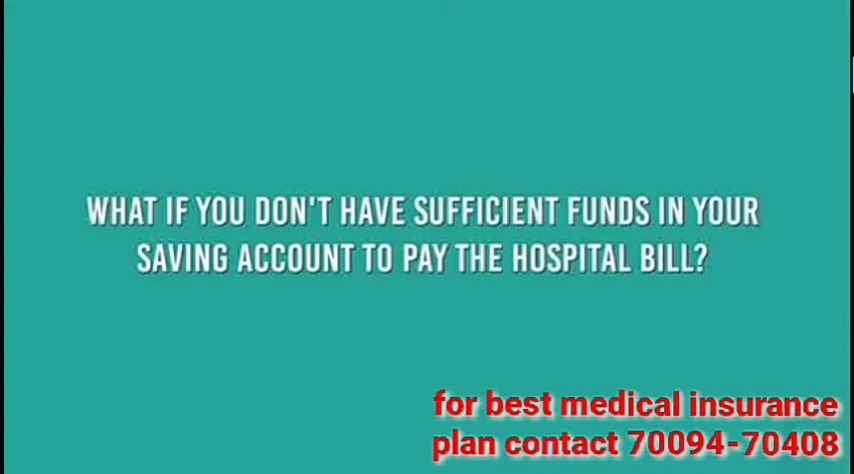 WHAT IF YOU DON'T HAVE SUFFICIENT FUNDS IN YOUR
SAVING ACCOUNT TO PAY THE HOSPITAL BILL?
for best medical insurance
plan contact 70094-70408